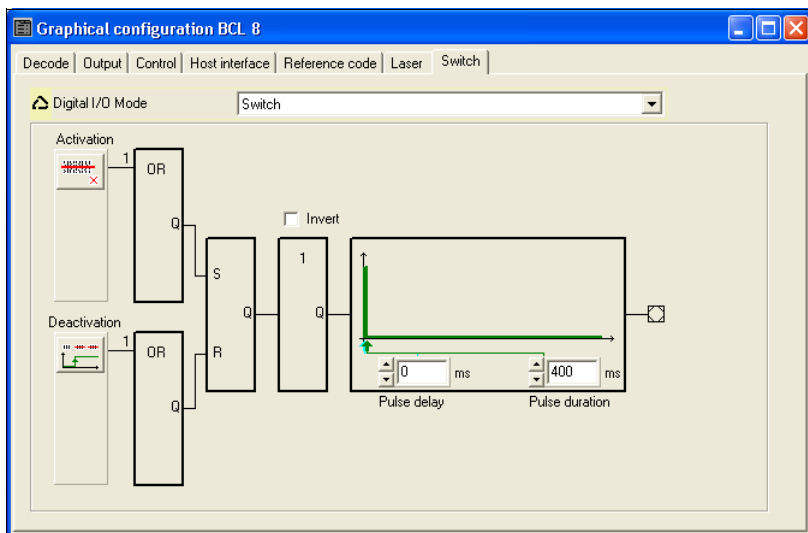 Graphical configuration BCL 8
Decode Output Control Host interface Reference code Laser Switch
Digital I/O Mode Switch
Activation
1
OR
Q
Invert
1
S
Q
Q
Deactivation
1
OR
R
Q
0 ms
400 ms
Pulse delay
Pulse duration